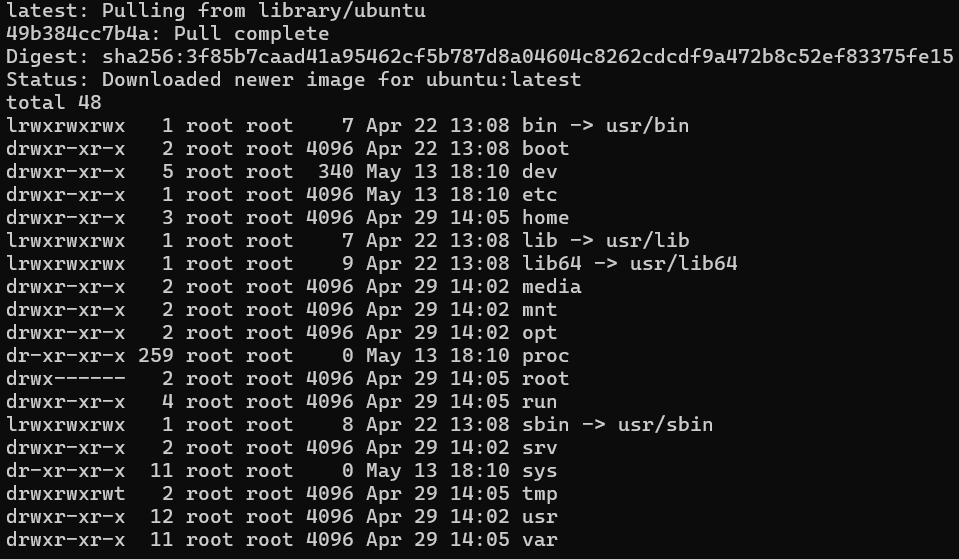 latest: Pulling from library/ubuntu
49b384cc7b4a: Pull complete
Digest: sha256:3f85b7caad41a95462cf5b787d8a04604c8262cdcdf9a472b8c52ef83375fe15
Status: Downloaded newer image for ubuntu:latest
total 48
lrwxrwxrwx   1 root root    7 Apr 22 13:08 bin -> usr/bin
drwxr-xr-x   2 root root 4096 Apr 22 13:08 boot
drwxr-xr-x   5 root root  340 May 13 18:10 dev
drwxr-xr-x   1 root root 4096 May 13 18:10 etc
drwxr-xr-x   3 root root 4096 Apr 29 14:05 home
lrwxrwxrwx   1 root root    7 Apr 22 13:08 lib -> usr/lib
lrwxrwxrwx   1 root root    9 Apr 22 13:08 lib64 -> usr/lib64
drwxr-xr-x   2 root root 4096 Apr 29 14:02 media
drwxr-xr-x   2 root root 4096 Apr 29 14:02 mnt
drwxr-xr-x   2 root root 4096 Apr 29 14:02 opt
dr-xr-xr-x 259 root root    0 May 13 18:10 proc
drwx------   2 root root 4096 Apr 29 14:05 root
drwxr-xr-x   4 root root 4096 Apr 29 14:05 run
lrwxrwxrwx   1 root root    8 Apr 22 13:08 sbin -> usr/sbin
drwxr-xr-x   2 root root 4096 Apr 29 14:02 srv
dr-xr-xr-x  11 root root    0 May 13 18:10 sys
drwxrwxrwt   2 root root 4096 Apr 29 14:05 tmp
drwxr-xr-x  12 root root 4096 Apr 29 14:02 usr
drwxr-xr-x  11 root root 4096 Apr 29 14:05 var